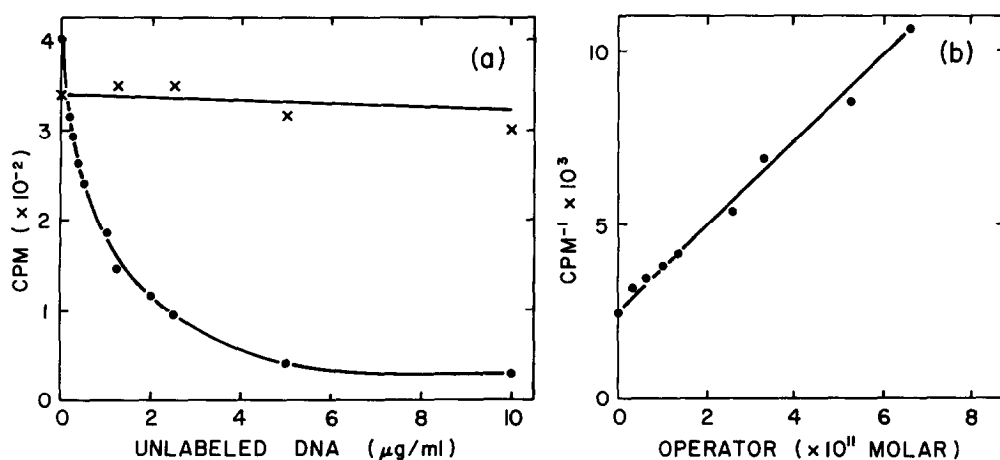 (a)
4
3
2
1
0
CPM (×10⁻²)
0 2 4 6 8 10
UNLABELED DNA (μg/ml)
(b)
10
5
0
CPM⁻¹ × 10³
0 2 4 6 8
OPERATOR (×10¹¹ MOLAR)